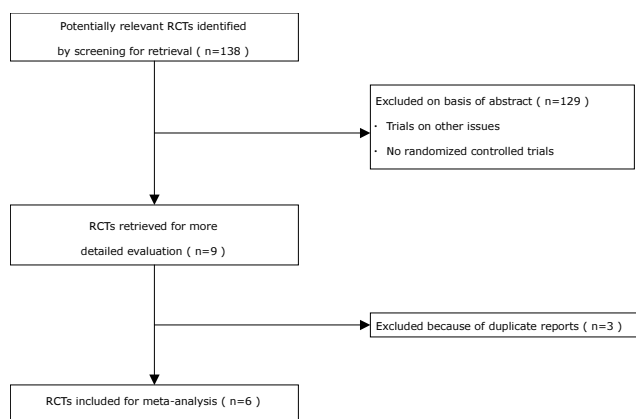 Potentially relevant RCTs identified
by screening for retrieval ( n=138 )
Excluded on basis of abstract ( n=129 )
· Trials on other issues
· No randomized controlled trials
RCTs retrieved for more
detailed evaluation ( n=9 )
Excluded because of duplicate reports ( n=3 )
RCTs included for meta-analysis ( n=6 )